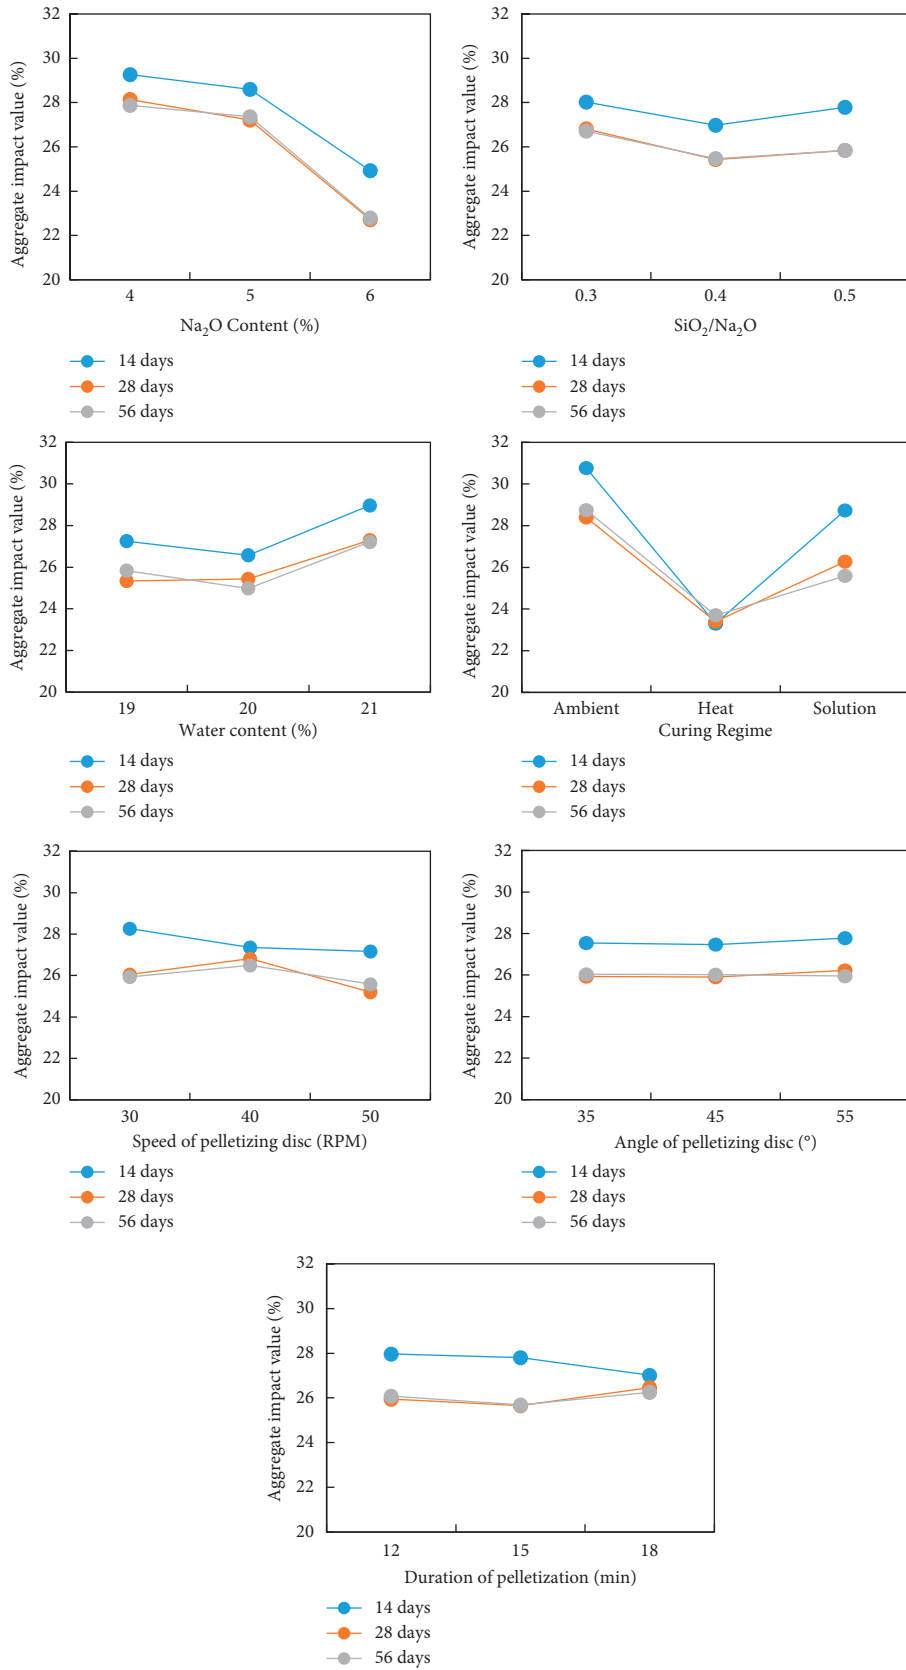 Aggregate impact value (%)
32
30
28
26
24
22
20
4 5 6
Na₂O Content (%)
14 days
28 days
56 days
Aggregate impact value (%)
32
30
28
26
24
22
20
0.3 0.4 0.5
SiO₂/Na₂O
14 days
28 days
56 days
Aggregate impact value (%)
32
30
28
26
24
22
20
19 20 21
Water content (%)
14 days
28 days
56 days
Aggregate impact value (%)
32
30
28
26
24
22
20
Ambient Heat Solution
Curing Regime
14 days
28 days
56 days
Aggregate impact value (%)
32
30
28
26
24
22
20
30 40 50
Speed of pelletizing disc (RPM)
14 days
28 days
56 days
Aggregate impact value (%)
32
30
28
26
24
22
20
35 45 55
Angle of pelletizing disc (°)
14 days
28 days
56 days
Aggregate impact value (%)
32
30
28
26
24
22
20
12 15 18
Duration of pelletization (min)
14 days
28 days
56 days